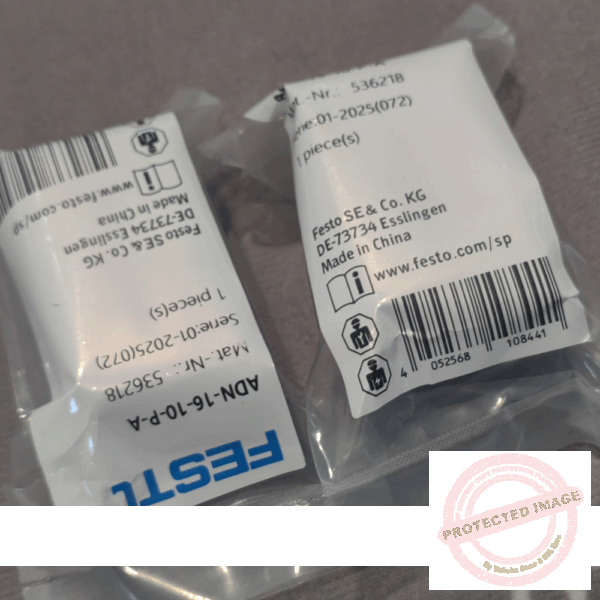 FESTO
ADN-16-10-P-A
Mat.-Nr.: 536218
Serie:01-2025(072)
1 piece(s)
Festo SE & Co. KG
DE-73734 Esslingen
Made in China
www.festo.com/sp
536218
01-2025(072)
1 piece(s)
Festo SE & Co. KG
DE-73734 Esslingen
Made in China
www.festo.com/sp
4 052568 108441
PROTECTED IMAGE